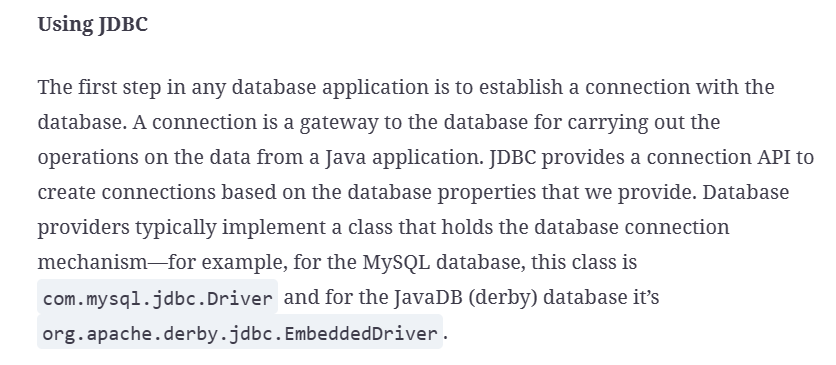 Using JDBC
The first step in any database application is to establish a connection with the
database. A connection is a gateway to the database for carrying out the
operations on the data from a Java application. JDBC provides a connection API to
create connections based on the database properties that we provide. Database
providers typically implement a class that holds the database connection
mechanism—for example, for the MySQL database, this class is
com.mysql.jdbc.Driver and for the JavaDB (derby) database it’s
org.apache.derby.jdbc.EmbeddedDriver.